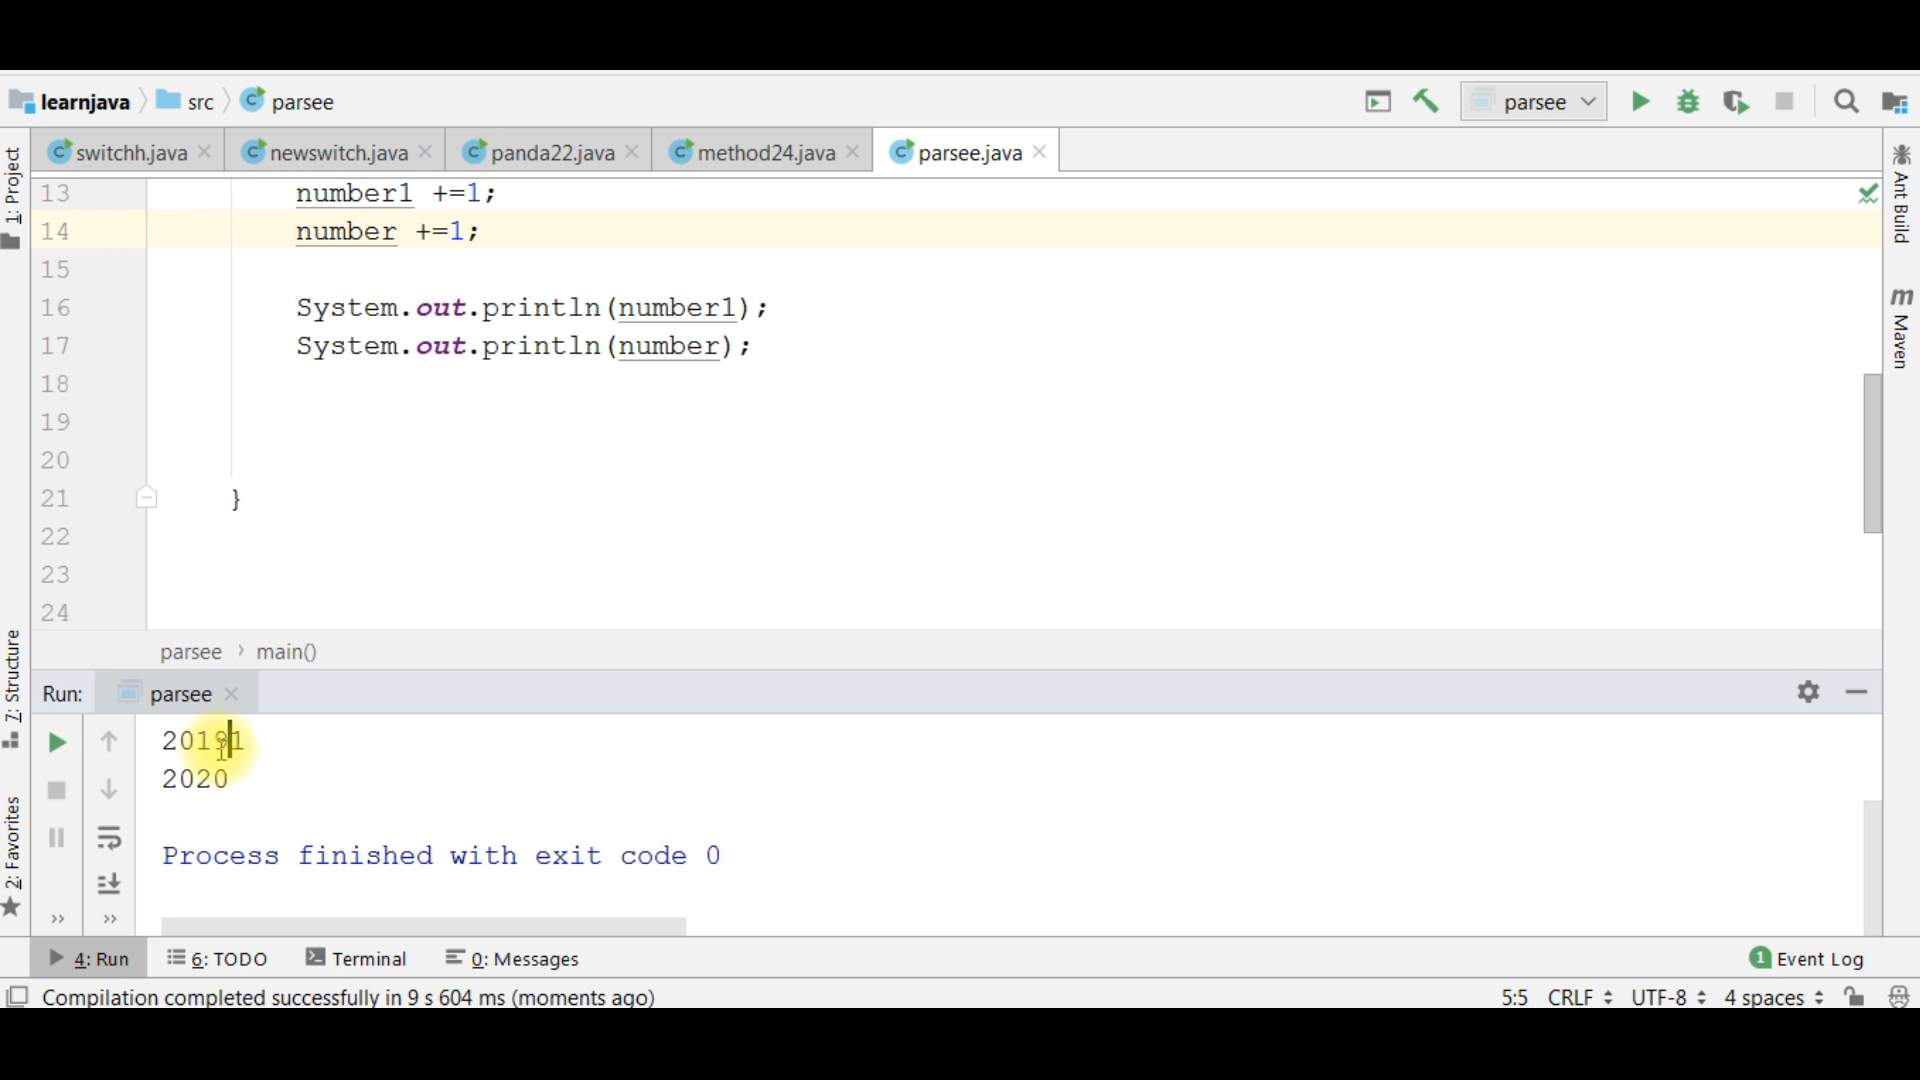 learnjava src parsee parsee
switchh.java newswitch.java panda22.java method24.java parsee.java
1: Project
7: Structure
2: Favorites
Ant Build
m Maven
13 number1 +=1;
14 number +=1;
15
16 System.out.println(number1);
17 System.out.println(number);
18
19
20
21 }
22
23
24
parsee › main()
Run: parsee
20191
2020
Process finished with exit code 0
4: Run 6: TODO Terminal 0: Messages 1 Event Log
Compilation completed successfully in 9 s 604 ms (moments ago) 5:5 CRLF UTF-8 4 spaces